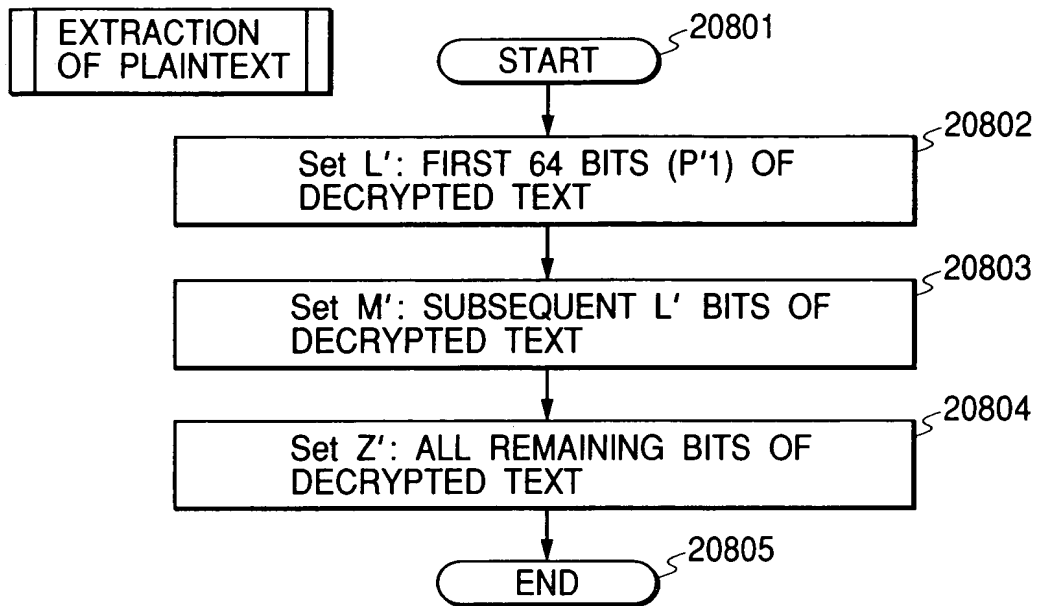 EXTRACTION
OF PLAINTEXT
START
20801
Set L': FIRST 64 BITS (P'1) OF
DECRYPTED TEXT
20802
Set M': SUBSEQUENT L' BITS OF
DECRYPTED TEXT
20803
Set Z': ALL REMAINING BITS OF
DECRYPTED TEXT
20804
END
20805